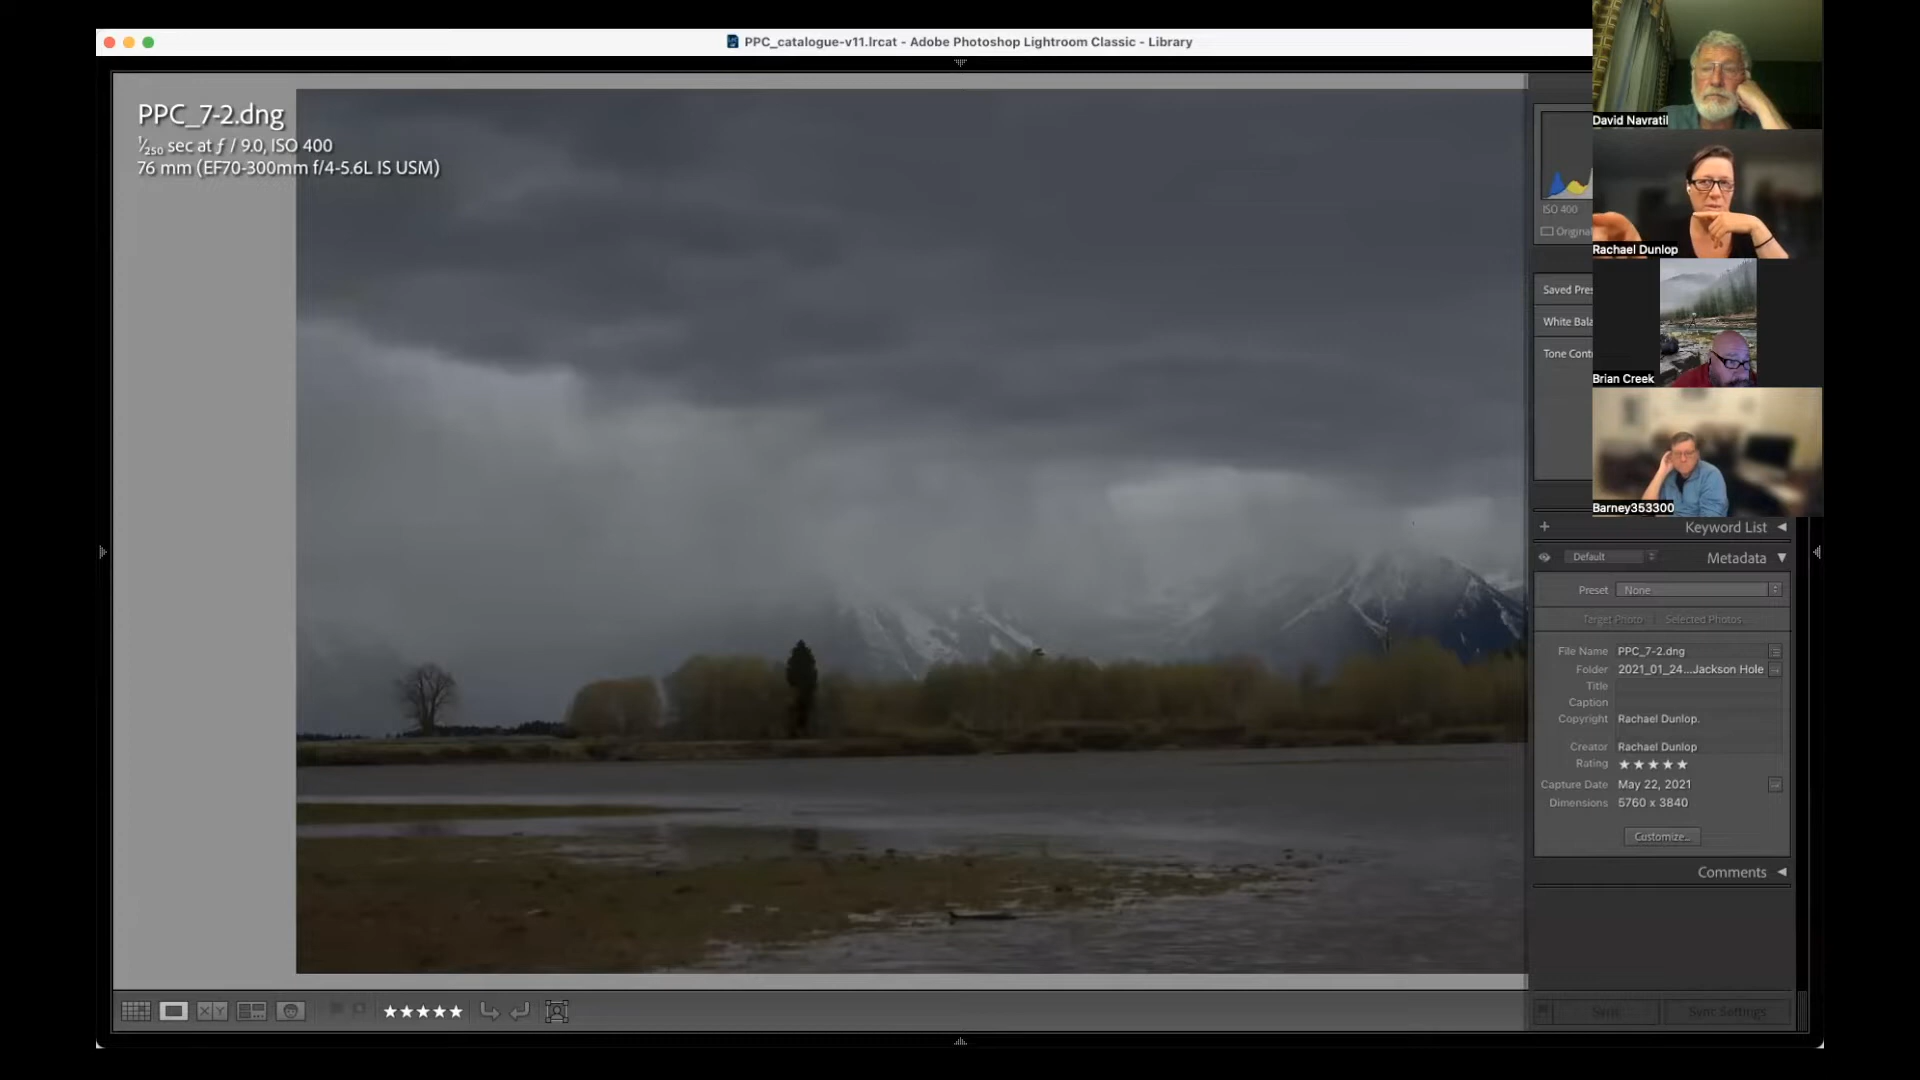 PPC_catalogue-v11.lrcat - Adobe Photoshop Lightroom Classic - Library
PPC_7-2.dng
1/250 sec at ƒ / 9.0, ISO 400
76 mm (EF70-300mm f/4-5.6L IS USM)
David Navratil
Rachael Dunlop
Brian Creek
Barney353300
ISO 400
Original
Saved Pres
White Bala
Tone Cont
Keyword List
Default
Metadata
Preset None
Target Photo Selected Photos
File Name PPC_7-2.dng
Folder 2021_01_24...Jackson Hole
Title
Caption
Copyright Rachael Dunlop.
Creator Rachael Dunlop
Rating ★★★★★
Capture Date May 22, 2021
Dimensions 5760 x 3840
Customize...
Comments
XY
★★★★★
Sync Sync Settings